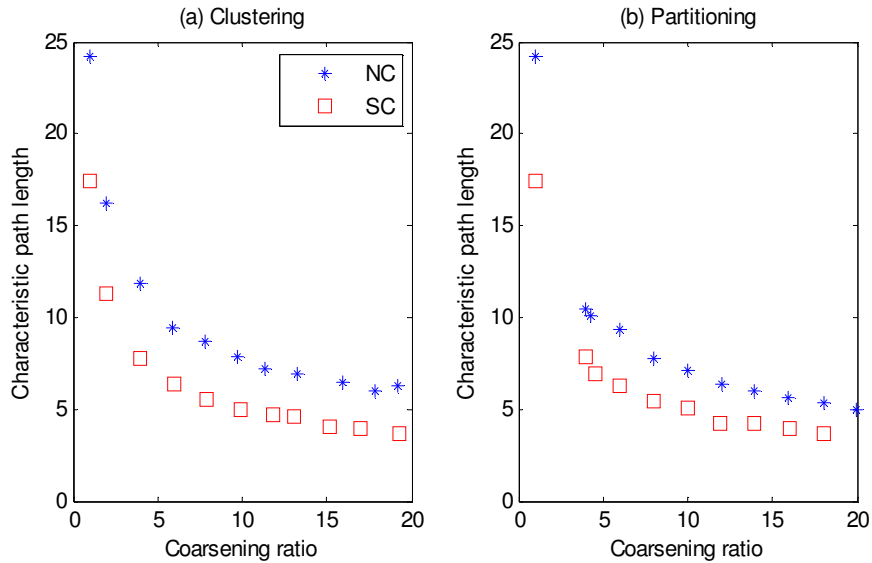 (a) Clustering
25
20
15
10
5
0
0 5 10 15 20
Characteristic path length
Coarsening ratio
NC
SC
(b) Partitioning
25
20
15
10
5
0
0 5 10 15 20
Characteristic path length
Coarsening ratio